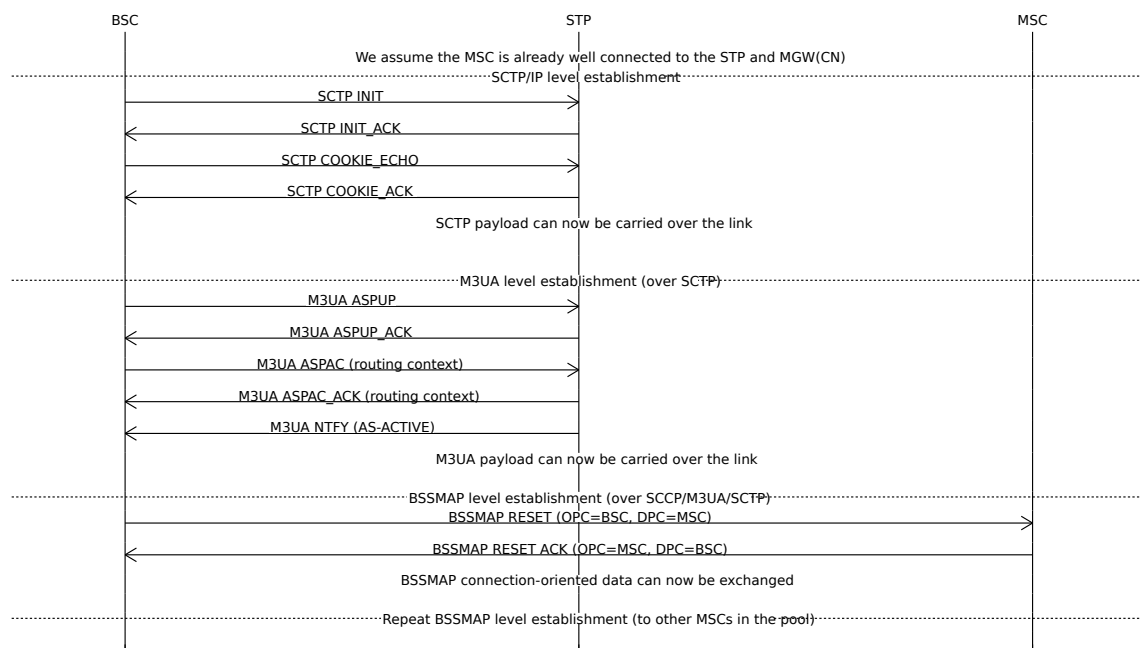 BSC STP MSC
We assume the MSC is already well connected to the STP and MGW(CN)
SCTP/IP level establishment
SCTP INIT
SCTP INIT_ACK
SCTP COOKIE_ECHO
SCTP COOKIE_ACK
SCTP payload can now be carried over the link
M3UA level establishment (over SCTP)
M3UA ASPUP
M3UA ASPUP_ACK
M3UA ASPAC (routing context)
M3UA ASPAC_ACK (routing context)
M3UA NTFY (AS-ACTIVE)
M3UA payload can now be carried over the link
BSSMAP level establishment (over SCCP/M3UA/SCTP)
BSSMAP RESET (OPC=BSC, DPC=MSC)
BSSMAP RESET ACK (OPC=MSC, DPC=BSC)
BSSMAP connection-oriented data can now be exchanged
Repeat BSSMAP level establishment (to other MSCs in the pool)